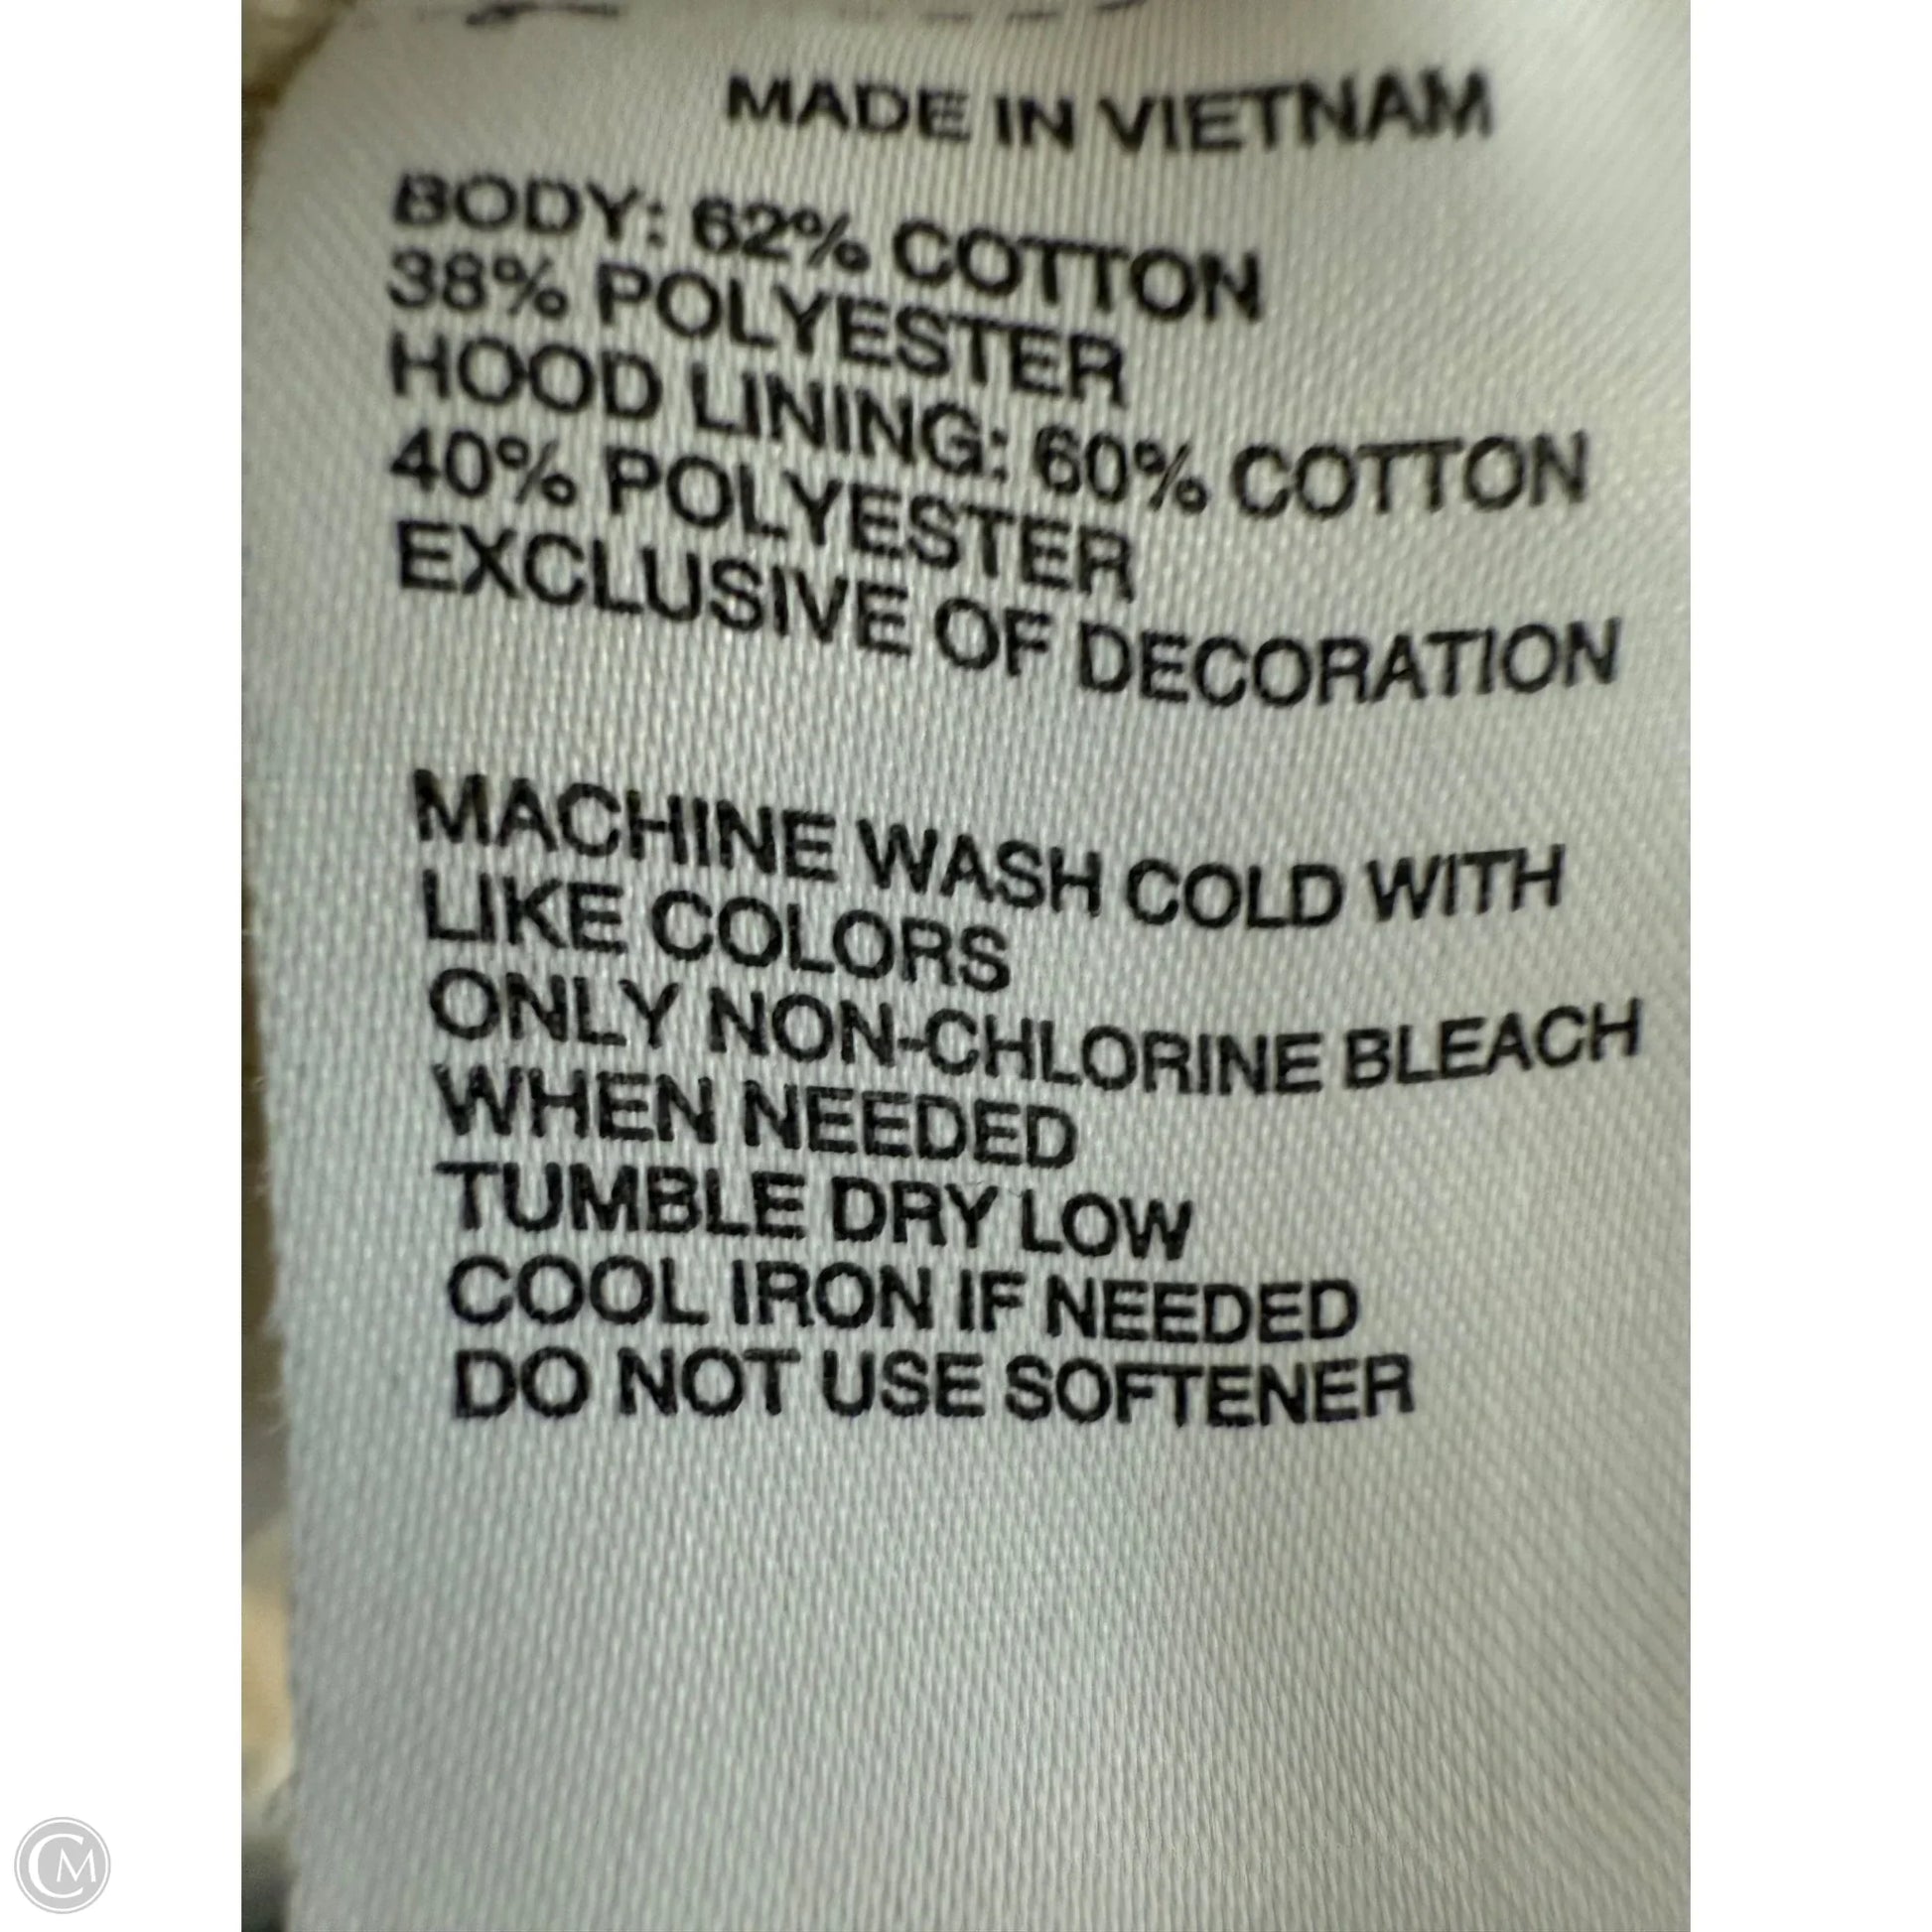 MADE IN VIETNAM
BODY: 62% COTTON
38% POLYESTER
HOOD LINING: 60% COTTON
40% POLYESTER
EXCLUSIVE OF DECORATION
MACHINE WASH COLD WITH
LIKE COLORS
ONLY NON-CHLORINE BLEACH
WHEN NEEDED
TUMBLE DRY LOW
COOL IRON IF NEEDED
DO NOT USE SOFTENER
CM